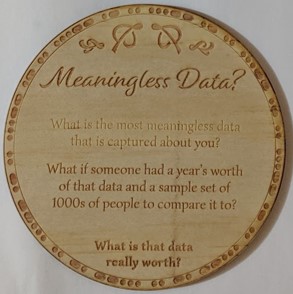 Meaningless Data?
What is the most meaningless data
that is captured about you?
What if someone had a year's worth
of that data and a sample set of
1000s of people to compare it to?
What is that data
really worth?